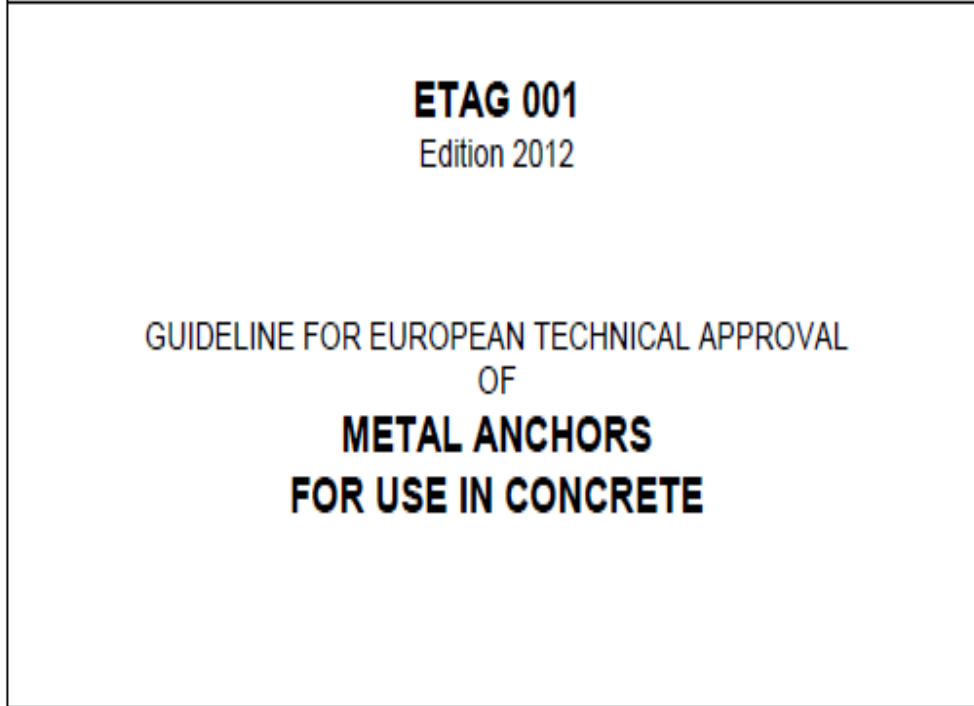 ETAG 001
Edition 2012
GUIDELINE FOR EUROPEAN TECHNICAL APPROVAL
OF
METAL ANCHORS
FOR USE IN CONCRETE